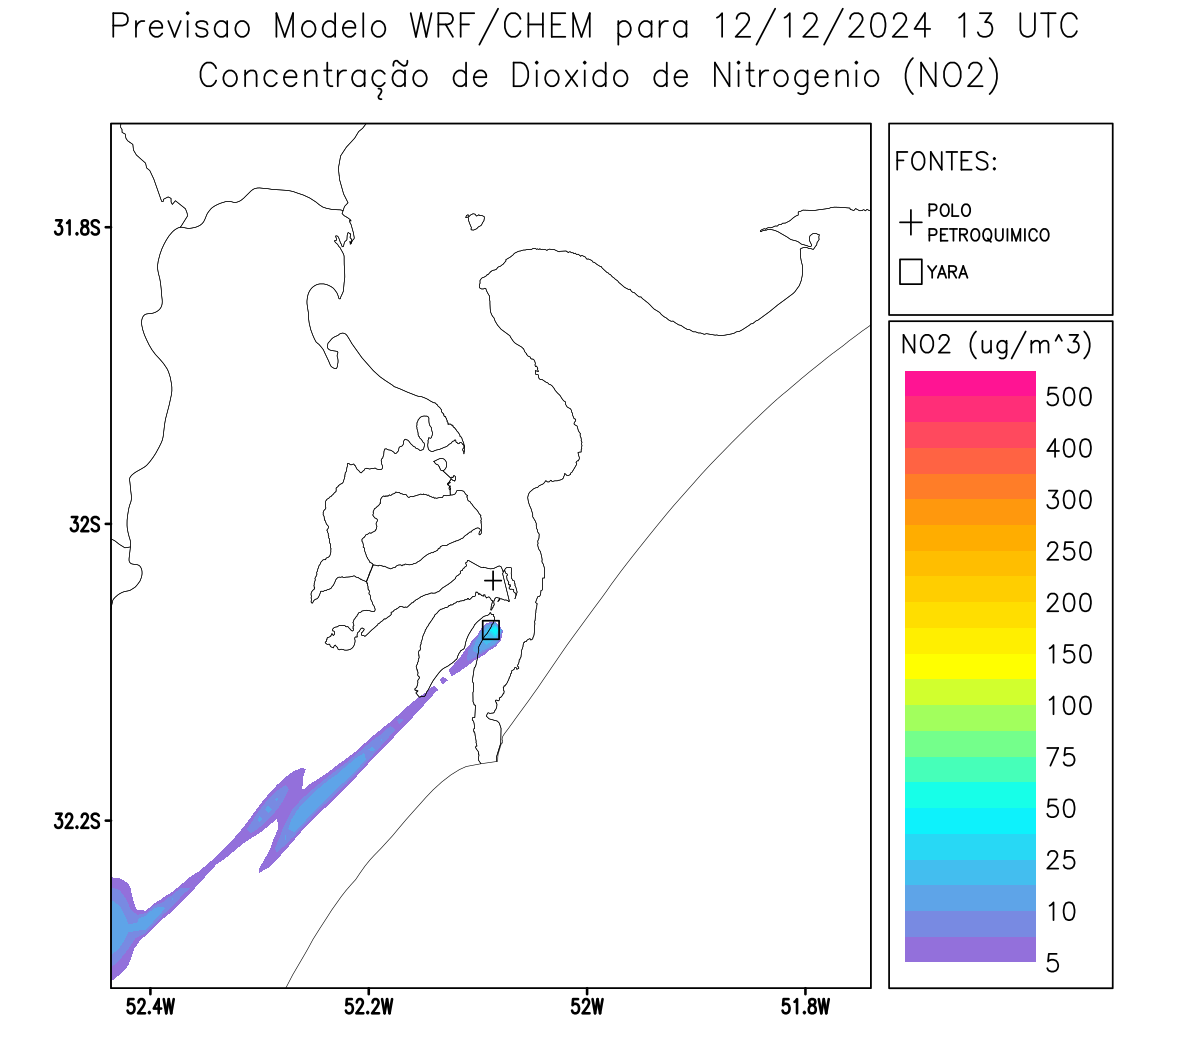 Previsao Modelo WRF/CHEM para 12/12/2024 13 UTC
Concentração de Dioxido de Nitrogenio (NO2)
FONTES:
POLO
PETROQUIMICO
YARA
NO2 (ug/m^3)
500
400
300
250
200
150
100
75
50
25
10
5
31.8S
32S
32.2S
52.4W
52.2W
52W
51.8W